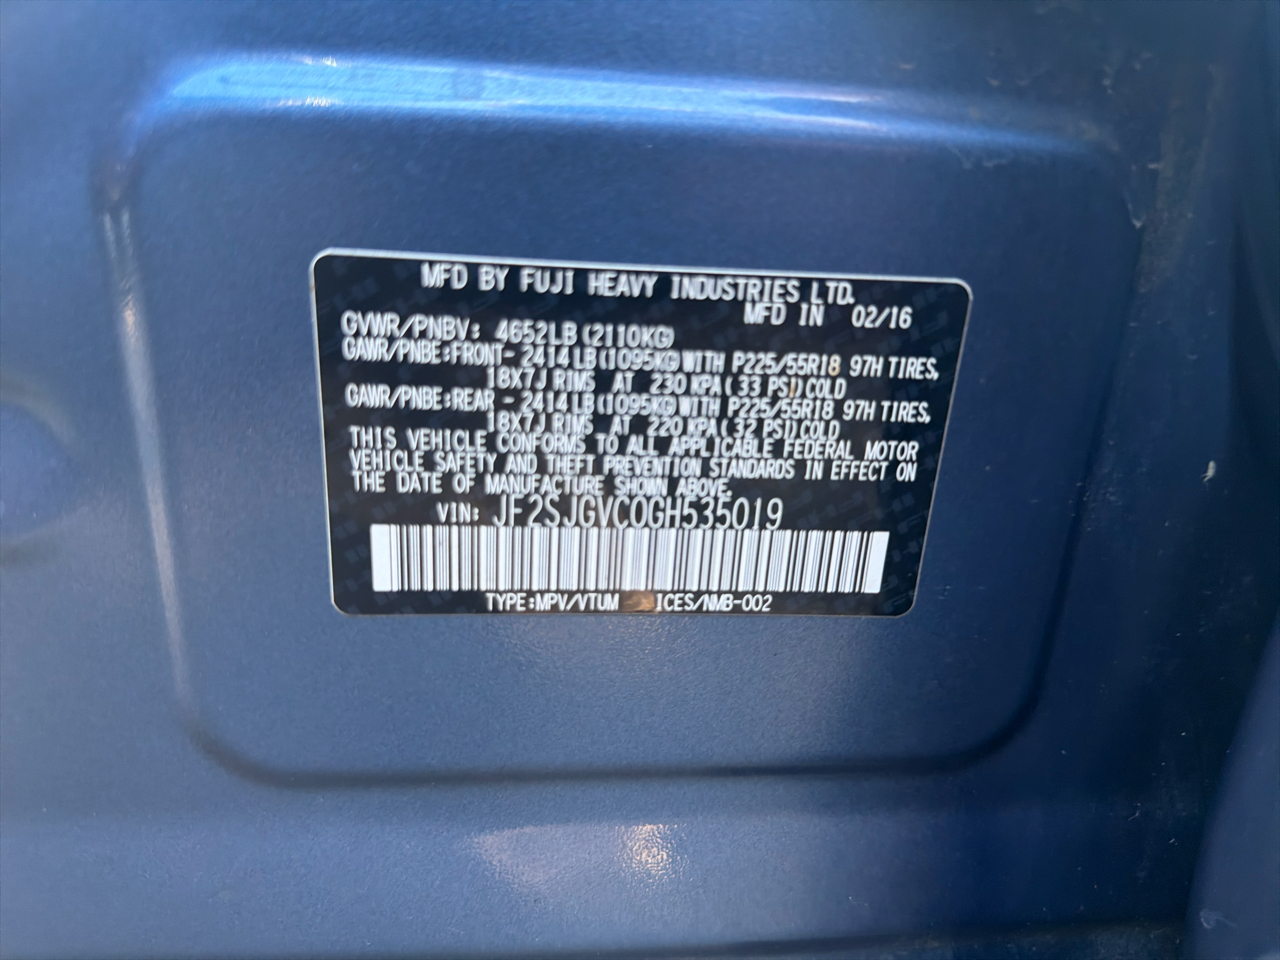 MFD BY FUJI HEAVY INDUSTRIES LTD.
MFD IN 02/16
GVWR/PNBV: 4652LB (2110KG)
GAWR/PNBE:FRONT- 2414LB (1095KG) WITH P225/55R18 97H TIRES,
18X7J RIMS AT 230 KPA (33 PSI) COLD
GAWR/PNBE:REAR - 2414LB (1095KG) WITH P225/55R18 97H TIRES,
18X7J RIMS AT 220 KPA (32 PSI) COLD
THIS VEHICLE CONFORMS TO ALL APPLICABLE FEDERAL MOTOR
VEHICLE SAFETY AND THEFT PREVENTION STANDARDS IN EFFECT ON
THE DATE OF MANUFACTURE SHOWN ABOVE.
VIN: JF2SJGVC0GH535019
TYPE:MPV/VTUM ICES/NMB-002